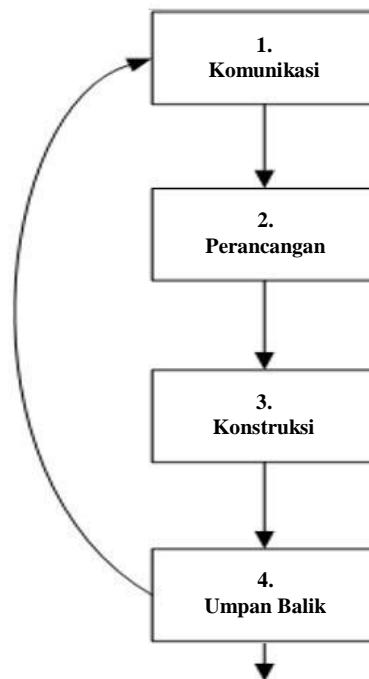 1.
Komunikasi
2.
Perancangan
3.
Konstruksi
4.
Umpan Balik